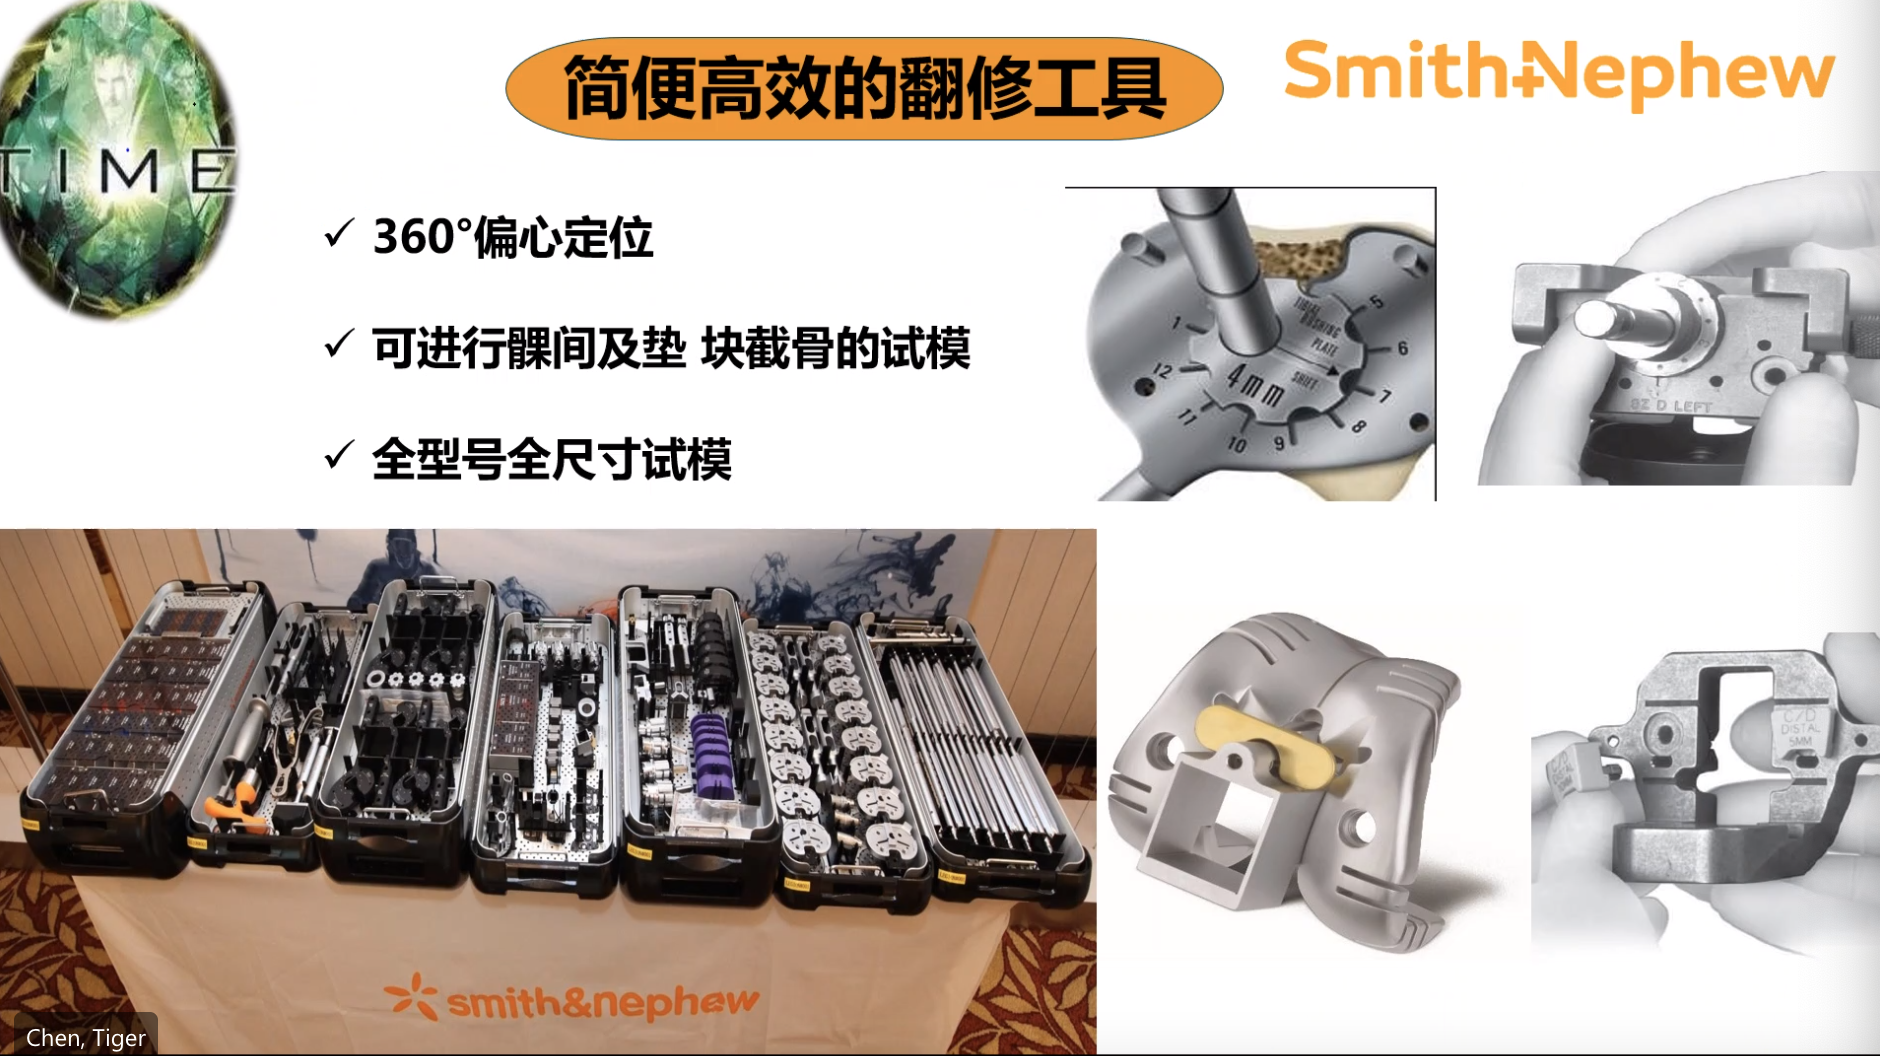 TIME
简便高效的翻修工具
Smith+Nephew
✓ 360°偏心定位
✓ 可进行髁间及垫 块截骨的试模
✓ 全型号全尺寸试模
TIBIAL
BUSHING
PLATE
SHIFT
4mm
1
5
6
7
8
9
10
11
12
SZ D LEFT
C/D
DISTAL
5MM
smith&nephew
Chen, Tiger